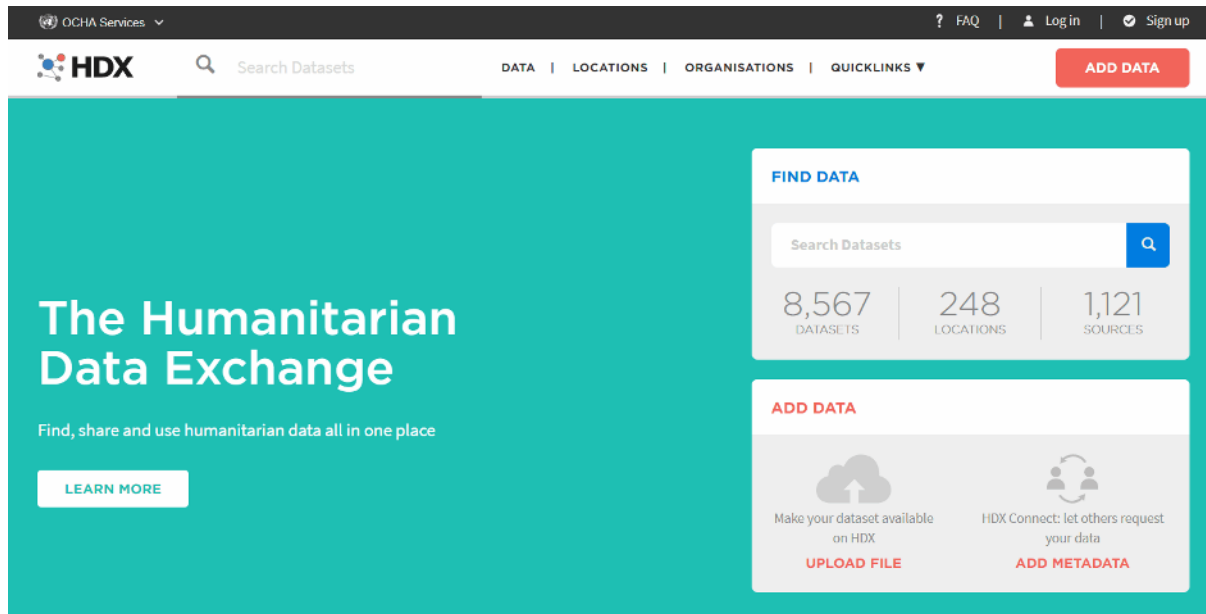 OCHA Services
? FAQ | Log in | Sign up
HDX
Search Datasets
DATA | LOCATIONS | ORGANISATIONS | QUICKLINKS ▼
ADD DATA
The Humanitarian
Data Exchange
Find, share and use humanitarian data all in one place
LEARN MORE
FIND DATA
Search Datasets
8,567 248 1,121
DATASETS LOCATIONS SOURCES
ADD DATA
Make your dataset available
on HDX
UPLOAD FILE
HDX Connect: let others request
your data
ADD METADATA